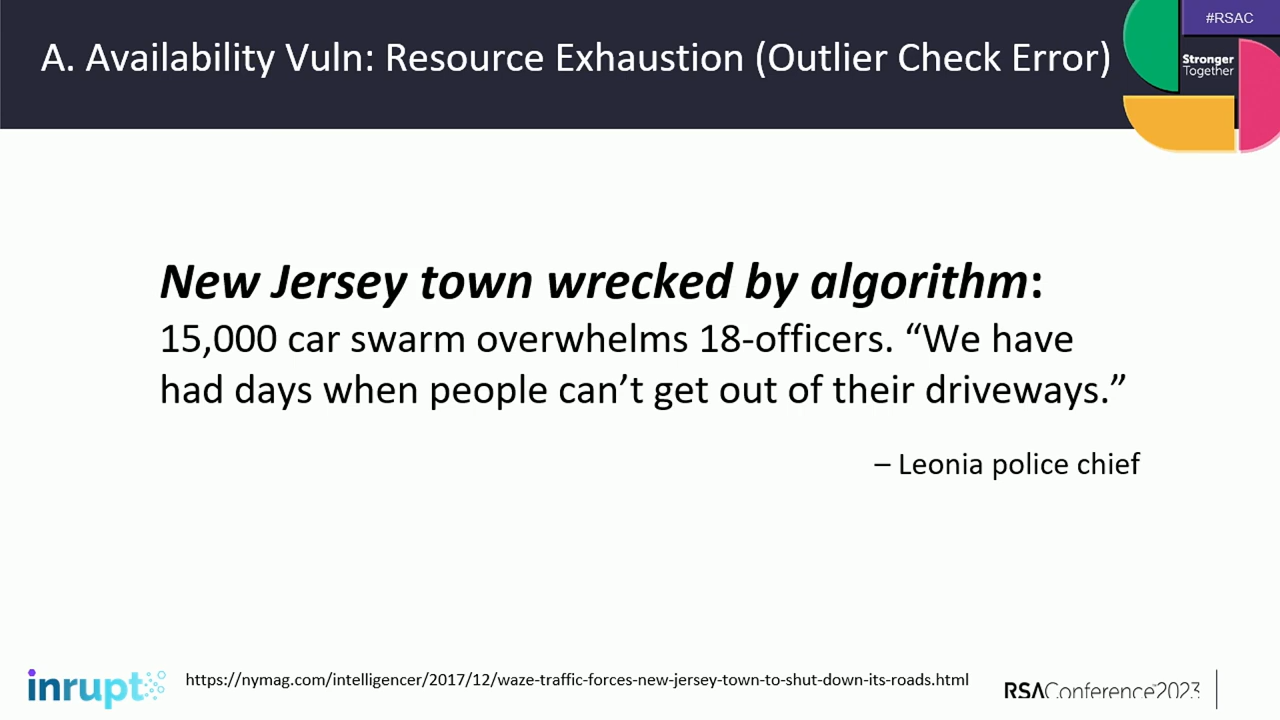 #RSAC
A. Availability Vuln: Resource Exhaustion (Outlier Check Error)
Stronger
Together
New Jersey town wrecked by algorithm:
15,000 car swarm overwhelms 18-officers. “We have
had days when people can’t get out of their driveways.”
– Leonia police chief
inrupt
https://nymag.com/intelligencer/2017/12/waze-traffic-forces-new-jersey-town-to-shut-down-its-roads.html
RSAConference™2023